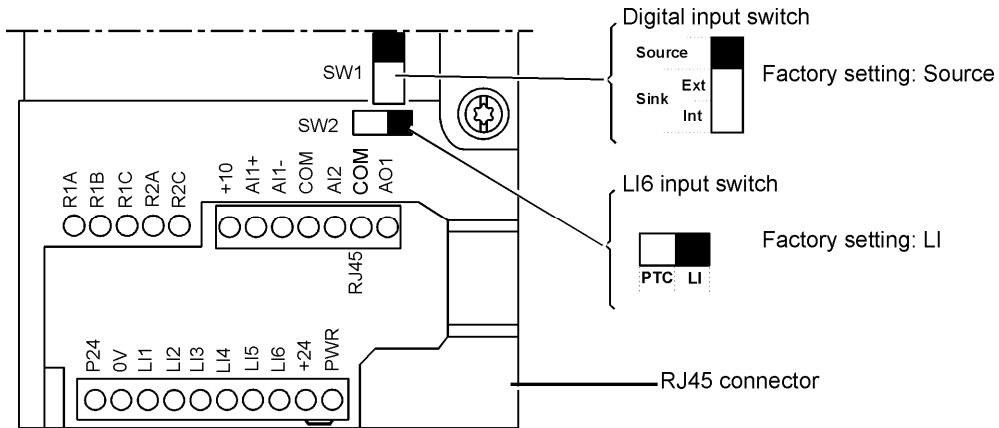 Digital input switch
Source
Sink
Ext
Int
Factory setting: Source
SW1
SW2
LI6 input switch
PTC
LI
Factory setting: LI
R1A
R1B
R1C
R2A
R2C
+10
AI1+
AI1-
COM
AI2
COM
AO1
RJ45
P24
0V
LI1
LI2
LI3
LI4
LI5
LI6
+24
PWR
RJ45 connector